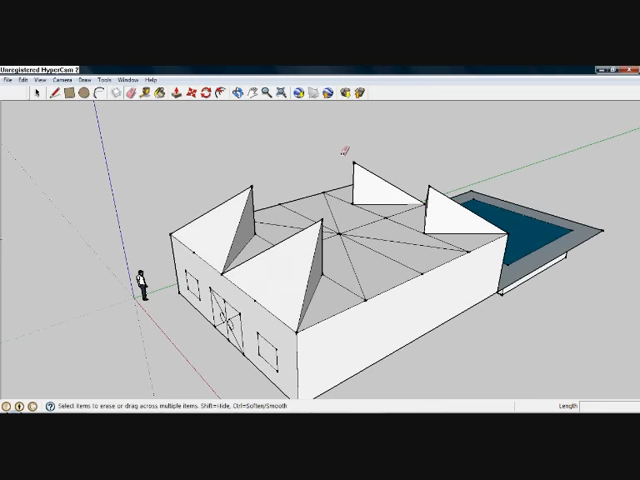 Unregistered HyperCam 2
File Edit View Camera Draw Tools Window Help
Select items to erase or drag across multiple items. Shift=Hide, Ctrl=Soften/Smooth
Length